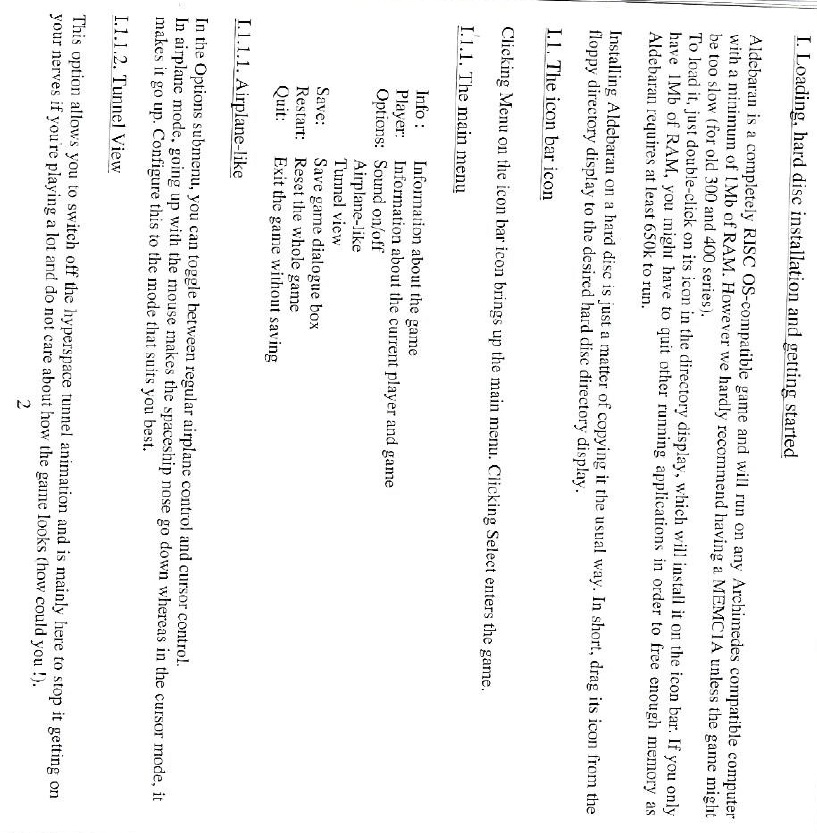 I. Loading, hard disc installation and getting started
Aldebaran is a completely RISC OS-compatible game and will run on any Archimedes compatible computer
with a minimum of 1Mb of RAM. However we hardly recommend having a MEMC1A unless the game might
be too slow (for old 300 and 400 series).
To load it, just double-click on its icon in the directory display, which will install it on the icon bar. If you only
have 1Mb of RAM, you might have to quit other running applications in order to free enough memory as
Aldebaran requires at least 650k to run.
Installing Aldebaran on a hard disc is just a matter of copying it the usual way. In short, drag its icon from the
floppy directory display to the desired hard disc directory display.
I.1. The icon bar icon
Clicking Menu on the icon bar icon brings up the main menu. Clicking Select enters the game.
I.1.1. The main menu
Info : Information about the game
Player: Information about the current player and game
Options: Sound on/off
Airplane-like
Tunnel view
Save: Save game dialogue box
Restart: Reset the whole game
Quit: Exit the game without saving
I.1.1.1. Airplane-like
In the Options submenu, you can toggle between regular airplane control and cursor control.
In airplane mode, going up with the mouse makes the spaceship nose go down whereas in the cursor mode, it
makes it go up. Configure this to the mode that suits you best.
I.1.1.2. Tunnel View
This option allows you to switch off the hyperspace tunnel animation and is mainly here to stop it getting on
your nerves if you're playing a lot and do not care about how the game looks (how could you !).
2